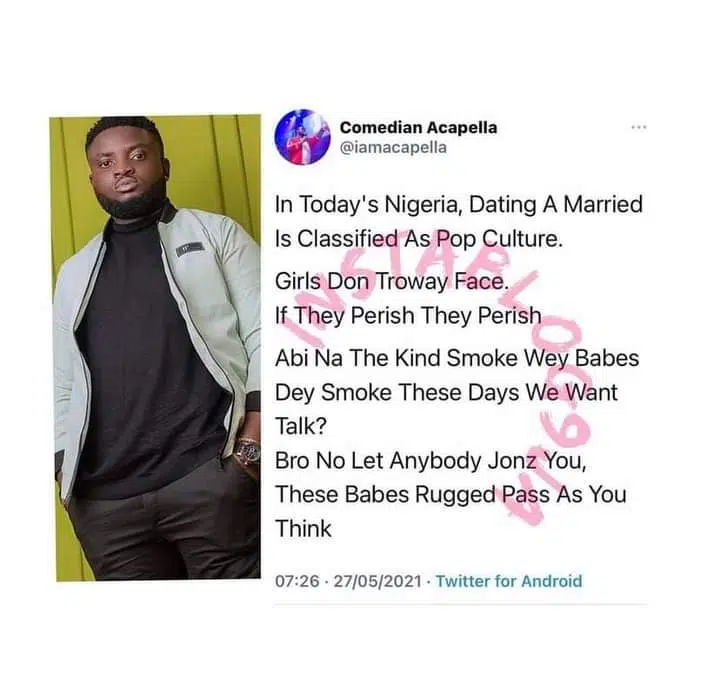 Comedian Acapella
@iamacapella
In Today's Nigeria, Dating A Married
Is Classified As Pop Culture.
Girls Don Troway Face.
If They Perish They Perish
Abi Na The Kind Smoke Wey Babes
Dey Smoke These Days We Want
Talk?
Bro No Let Anybody Jonz You,
These Babes Rugged Pass As You
Think
07:26 · 27/05/2021 · Twitter for Android
INSTABLOG9JA